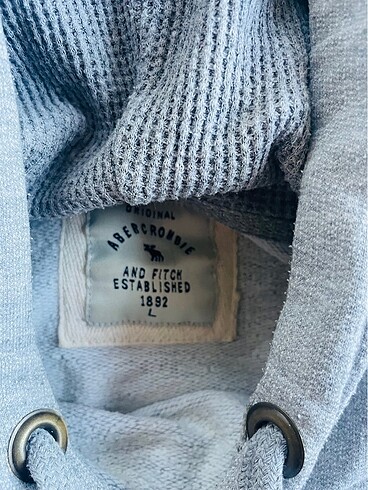 ORIGINAL
ABERCROMBIE
AND FITCH
ESTABLISHED
1892
L